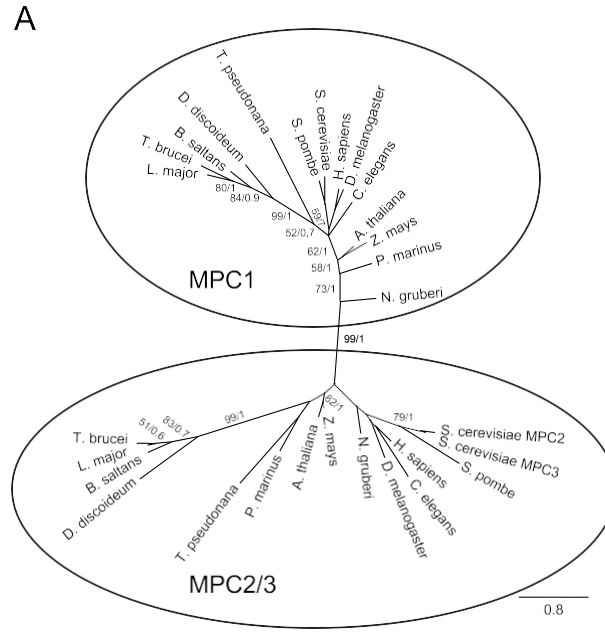 A
T. pseudonana
D. discoideum
B. saltans
T. brucei
L. major
S. cerevisiae
S. pombe
H. sapiens
D. melanogaster
C. elegans
A. thaliana
Z. mays
P. marinus
N. gruberi
80/1
84/0.9
99/1
52/0,7
59/7
62/1
58/1
73/1
MPC1
99/1
82/1
99/1
83/0.7
51/0.6
79/1
T. brucei
L. major
B. saltans
D. discoideum
T. pseudonana
P. marinus
A. thaliana
Z. mays
N. gruberi
D. melanogaster
C. elegans
H. sapiens
S. cerevisiae MPC2
S. cerevisiae MPC3
S. pombe
MPC2/3
0.8